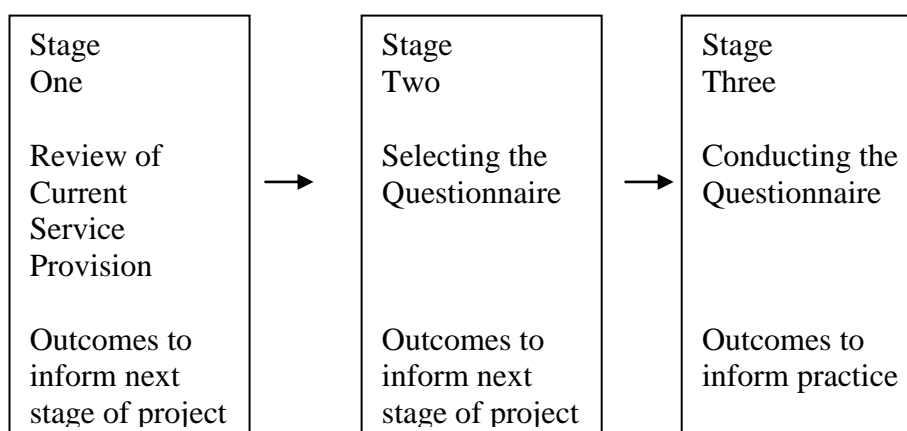 Stage
One
Review of
Current
Service
Provision
Outcomes to
inform next
stage of project
Stage
Two
Selecting the
Questionnaire
Outcomes to
inform next
stage of project
Stage
Three
Conducting the
Questionnaire
Outcomes to
inform practice